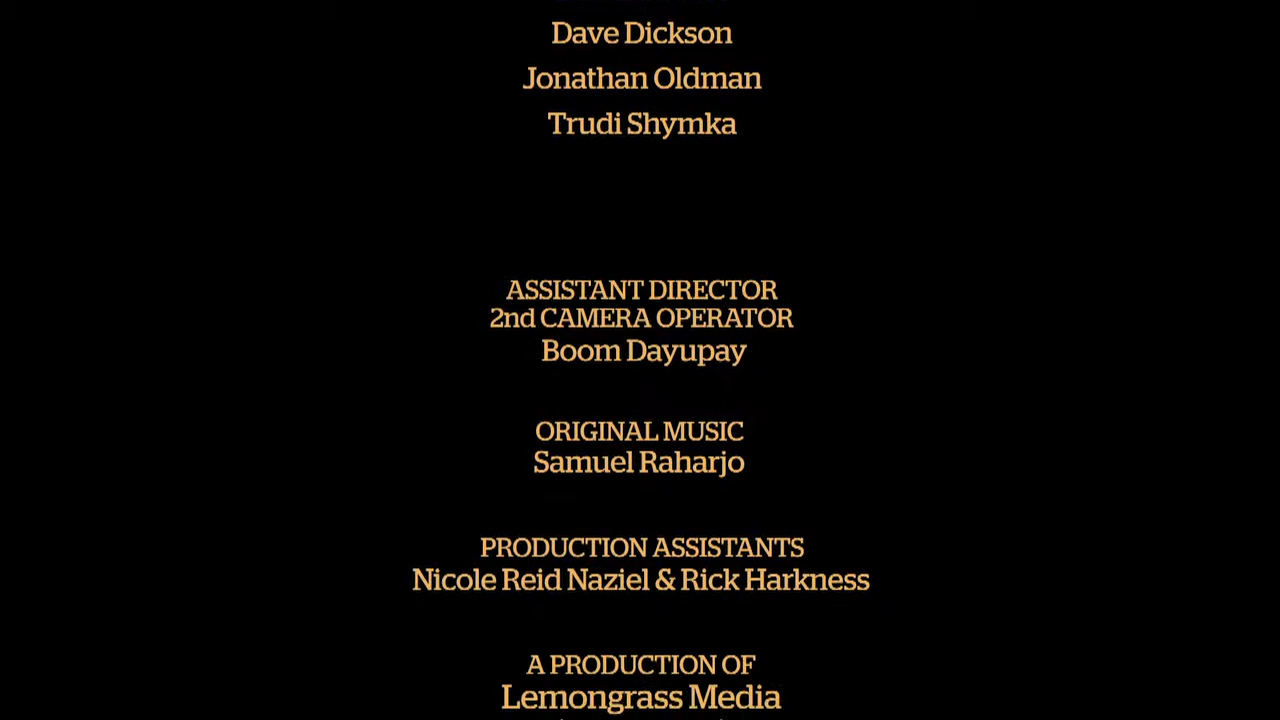 Dave Dickson
Jonathan Oldman
Trudi Shymka
ASSISTANT DIRECTOR
2nd CAMERA OPERATOR
Boom Dayupay
ORIGINAL MUSIC
Samuel Raharjo
PRODUCTION ASSISTANTS
Nicole Reid Naziel & Rick Harkness
A PRODUCTION OF
Lemongrass Media